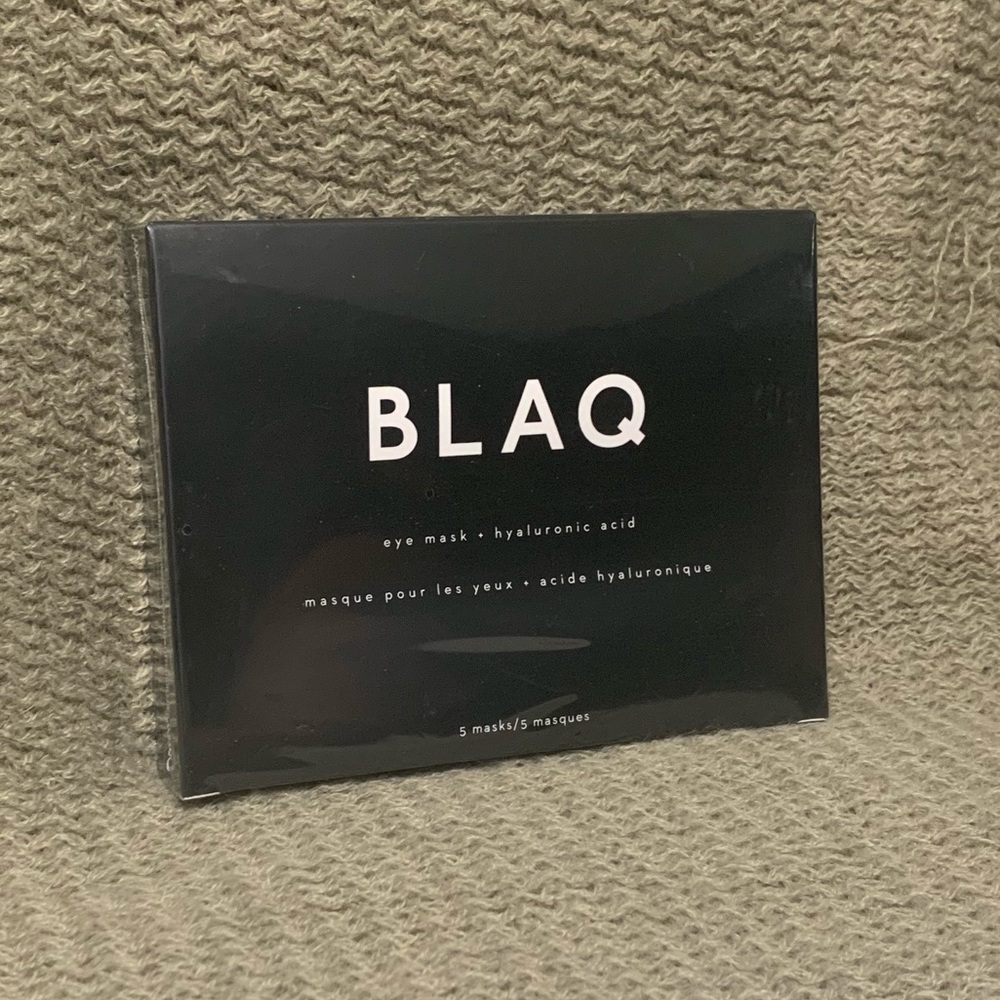 BLAQ
eye mask + hyaluronic acid
masque pour les yeux + acide hyaluronique
5 masks/5 masques